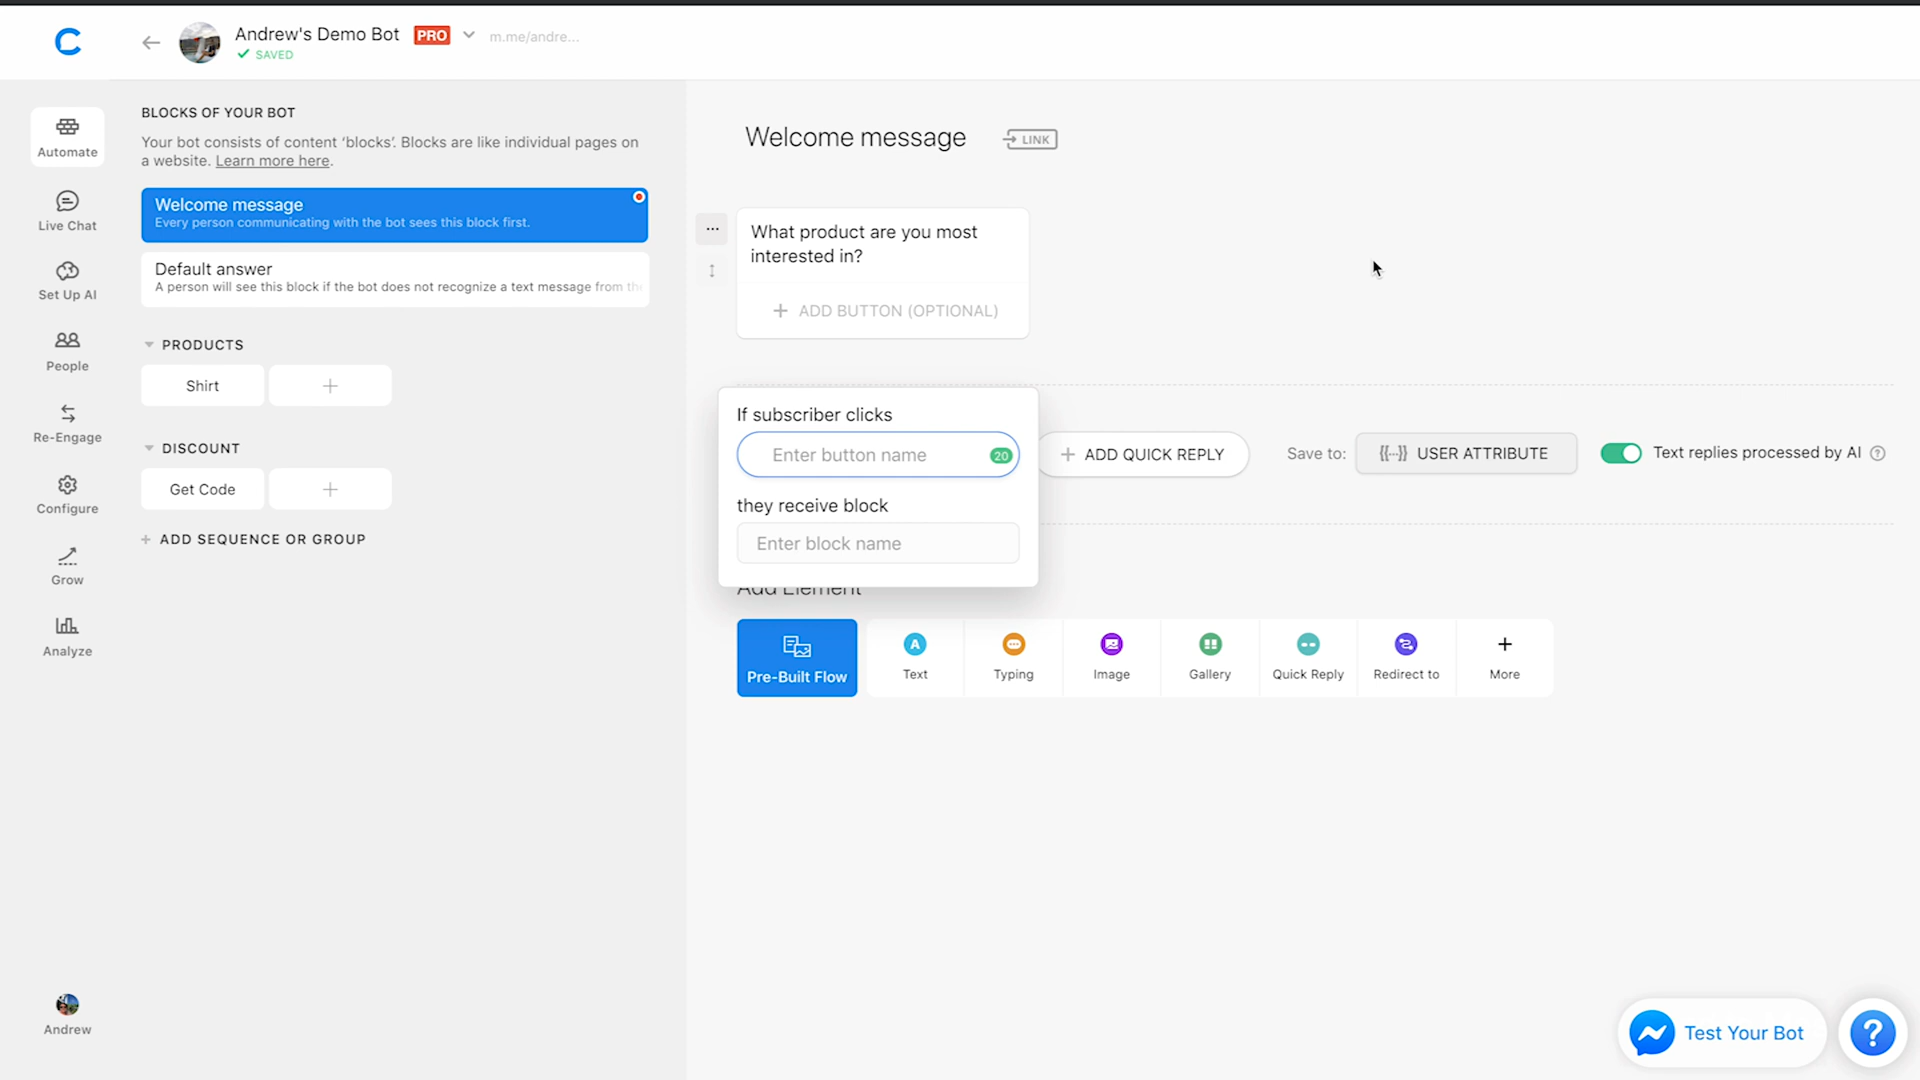 Andrew's Demo Bot PRO m.me/andre...
SAVED
Automate
Live Chat
Set Up AI
People
Re-Engage
Configure
Grow
Analyze
Andrew
BLOCKS OF YOUR BOT
Your bot consists of content ‘blocks’. Blocks are like individual pages on
a website. Learn more here.
Welcome message
Every person communicating with the bot sees this block first.
Default answer
A person will see this block if the bot does not recognize a text message from the
PRODUCTS
Shirt
DISCOUNT
Get Code
+ ADD SEQUENCE OR GROUP
Welcome message LINK
What product are you most
interested in?
+ ADD BUTTON (OPTIONAL)
If subscriber clicks
Enter button name 20
they receive block
Enter block name
+ ADD QUICK REPLY
Save to: {{...}} USER ATTRIBUTE
Text replies processed by AI ?
Add Element
Pre-Built Flow
A
Text
Typing
Image
Gallery
Quick Reply
Redirect to
More
Test Your Bot
?